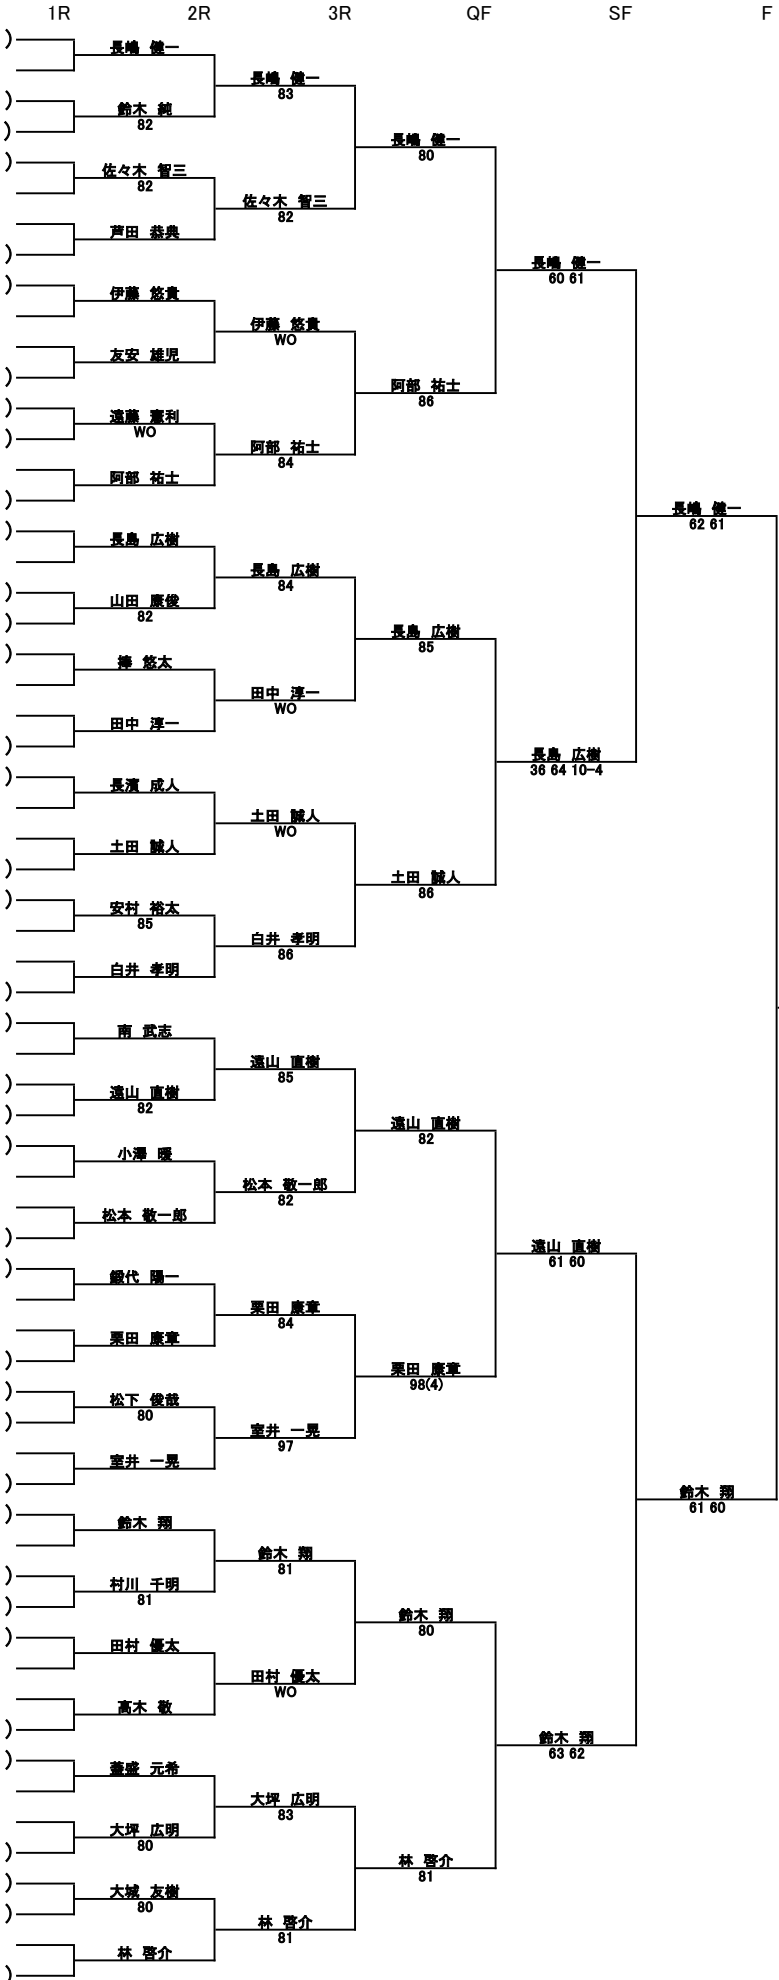 1R 2R 3R QF SF F
長嶋 健一
長嶋 健一
83
鈴木 純
82
長嶋 健一
80
佐々木 智三
82
佐々木 智三
82
芦田 恭典
長嶋 健一
60 61
伊藤 悠貴
伊藤 悠貴
WO
友安 雄児
阿部 祐士
86
遠藤 憲利
WO
阿部 祐士
84
阿部 祐士
長嶋 健一
62 61
長島 広樹
長島 広樹
84
山田 康俊
82
長島 広樹
85
捧 悠太
田中 淳一
WO
田中 淳一
長島 広樹
36 64 10-4
長濱 成人
土田 誠人
WO
土田 誠人
土田 誠人
86
安村 裕太
85
白井 孝明
86
白井 孝明
南 武志
遠山 直樹
85
遠山 直樹
82
遠山 直樹
82
小澤 暖
松本 敬一郎
82
松本 敬一郎
遠山 直樹
61 60
鍛代 陽一
栗田 康章
84
栗田 康章
栗田 康章
98(4)
松下 俊哉
80
室井 一晃
97
室井 一晃
鈴木 翔
61 60
鈴木 翔
鈴木 翔
81
村川 千明
81
鈴木 翔
80
田村 優太
田村 優太
WO
高木 敬
鈴木 翔
63 62
蓋盛 元希
大坪 広明
83
大坪 広明
80
林 啓介
81
大城 友樹
80
林 啓介
81
林 啓介